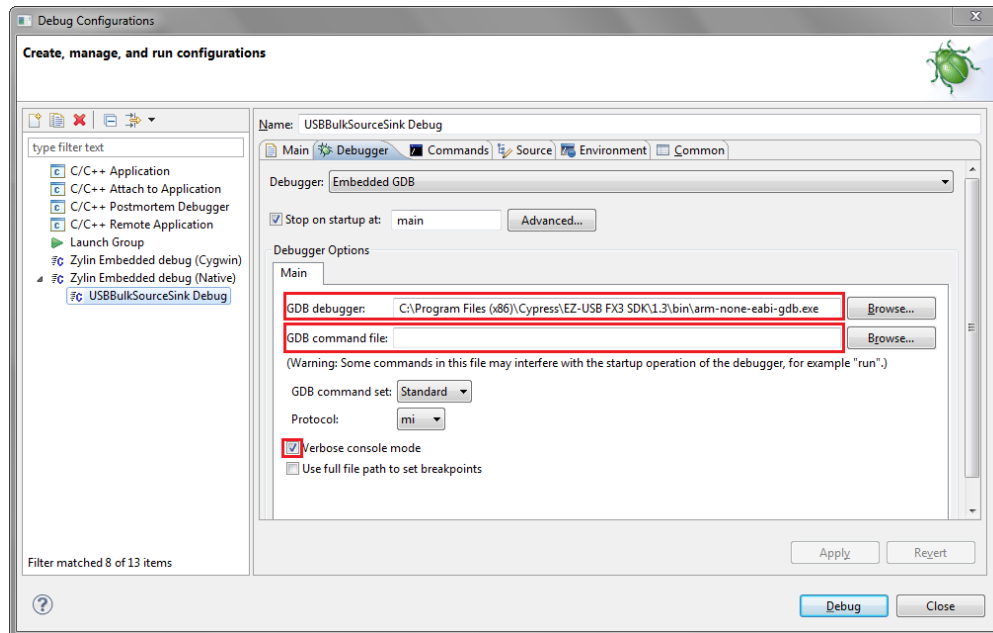 Debug Configurations
Create, manage, and run configurations
type filter text
C/C++ Application
C/C++ Attach to Application
C/C++ Postmortem Debugger
C/C++ Remote Application
Launch Group
Zylin Embedded debug (Cygwin)
Zylin Embedded debug (Native)
USBBulkSourceSink Debug
Filter matched 8 of 13 items
Name: USBBulkSourceSink Debug
Main Debugger Commands Source Environment Common
Debugger: Embedded GDB
Stop on startup at: main Advanced...
Debugger Options
Main
GDB debugger: C:\Program Files (x86)\Cypress\EZ-USB FX3 SDK\1.3\bin\arm-none-eabi-gdb.exe Browse...
GDB command file: Browse...
(Warning: Some commands in this file may interfere with the startup operation of the debugger, for example "run".)
GDB command set: Standard
Protocol: mi
Verbose console mode
Use full file path to set breakpoints
Apply Revert
Debug Close